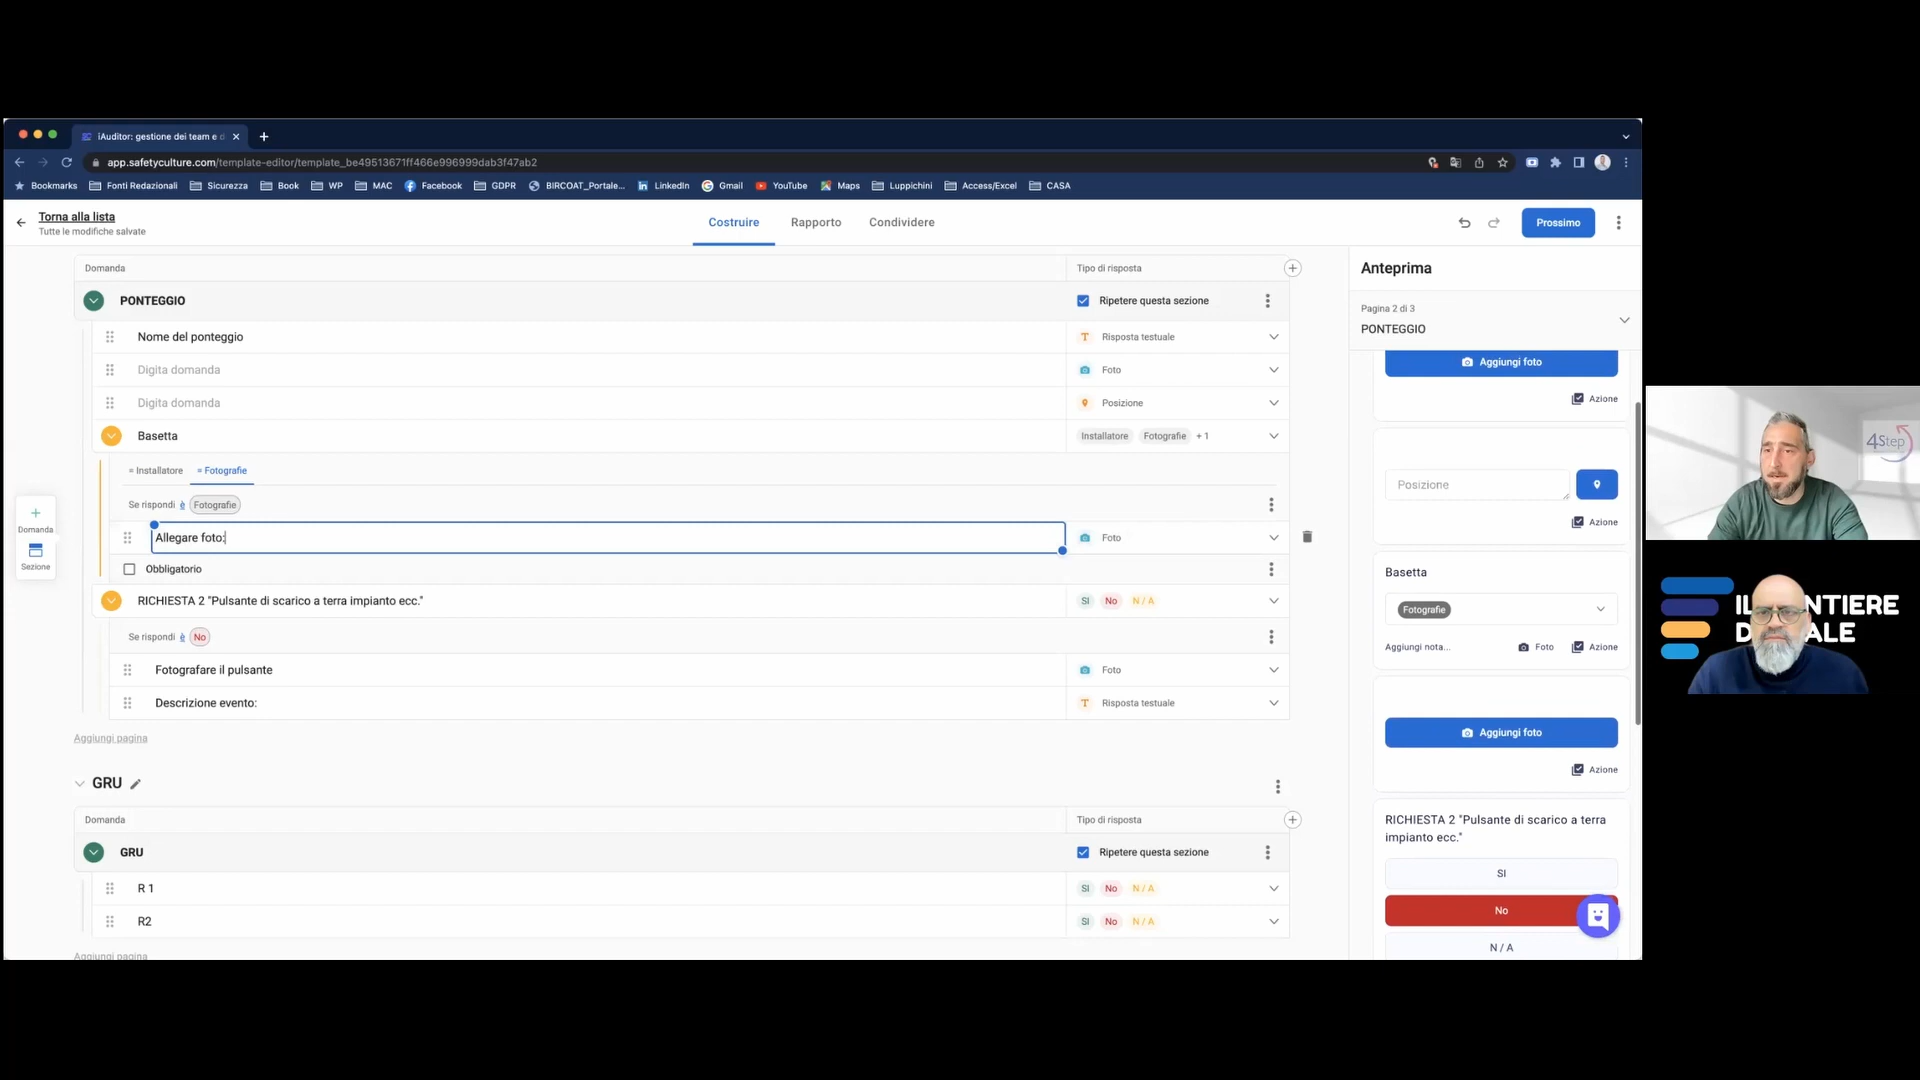 iAuditor: gestione dei team e d
app.safetyculture.com/template-editor/template_be49513671ff466e996999dab3f47ab2
Bookmarks Fonti Redazionali Sicurezza Book WP MAC Facebook GDPR BIRCOAT_Portale... LinkedIn Gmail YouTube Maps Luppichini Access/Excel CASA
Torna alla lista
Tutte le modifiche salvate
Costruire Rapporto Condividere
Prossimo
Domanda Tipo di risposta
PONTEGGIO Ripetere questa sezione
Nome del ponteggio Risposta testuale
Digita domanda Foto
Digita domanda Posizione
Basetta Installatore Fotografie + 1
= Installatore = Fotografie
Se rispondi è Fotografie
Allegare foto: Foto
Obbligatorio
RICHIESTA 2 "Pulsante di scarico a terra impianto ecc." SI No N / A
Se rispondi è No
Fotografare il pulsante Foto
Descrizione evento: Risposta testuale
Aggiungi pagina
GRU
Domanda Tipo di risposta
GRU Ripetere questa sezione
R 1 SI No N / A
R2 SI No N / A
Aggiungi pagina
Domanda
Sezione
Anteprima
Pagina 2 di 3
PONTEGGIO
Aggiungi foto
Azione
Posizione
Azione
Basetta
Fotografie
Aggiungi nota... Foto Azione
Aggiungi foto
Azione
RICHIESTA 2 "Pulsante di scarico a terra
impianto ecc."
SI
No
N / A
4Step